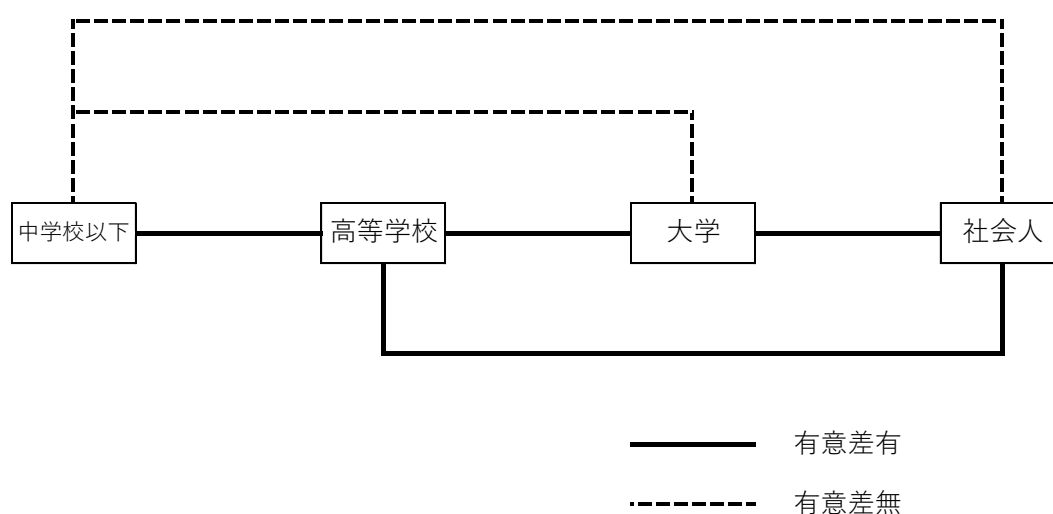 中学校以下
高等学校
大学
社会人
有意差有
有意差無